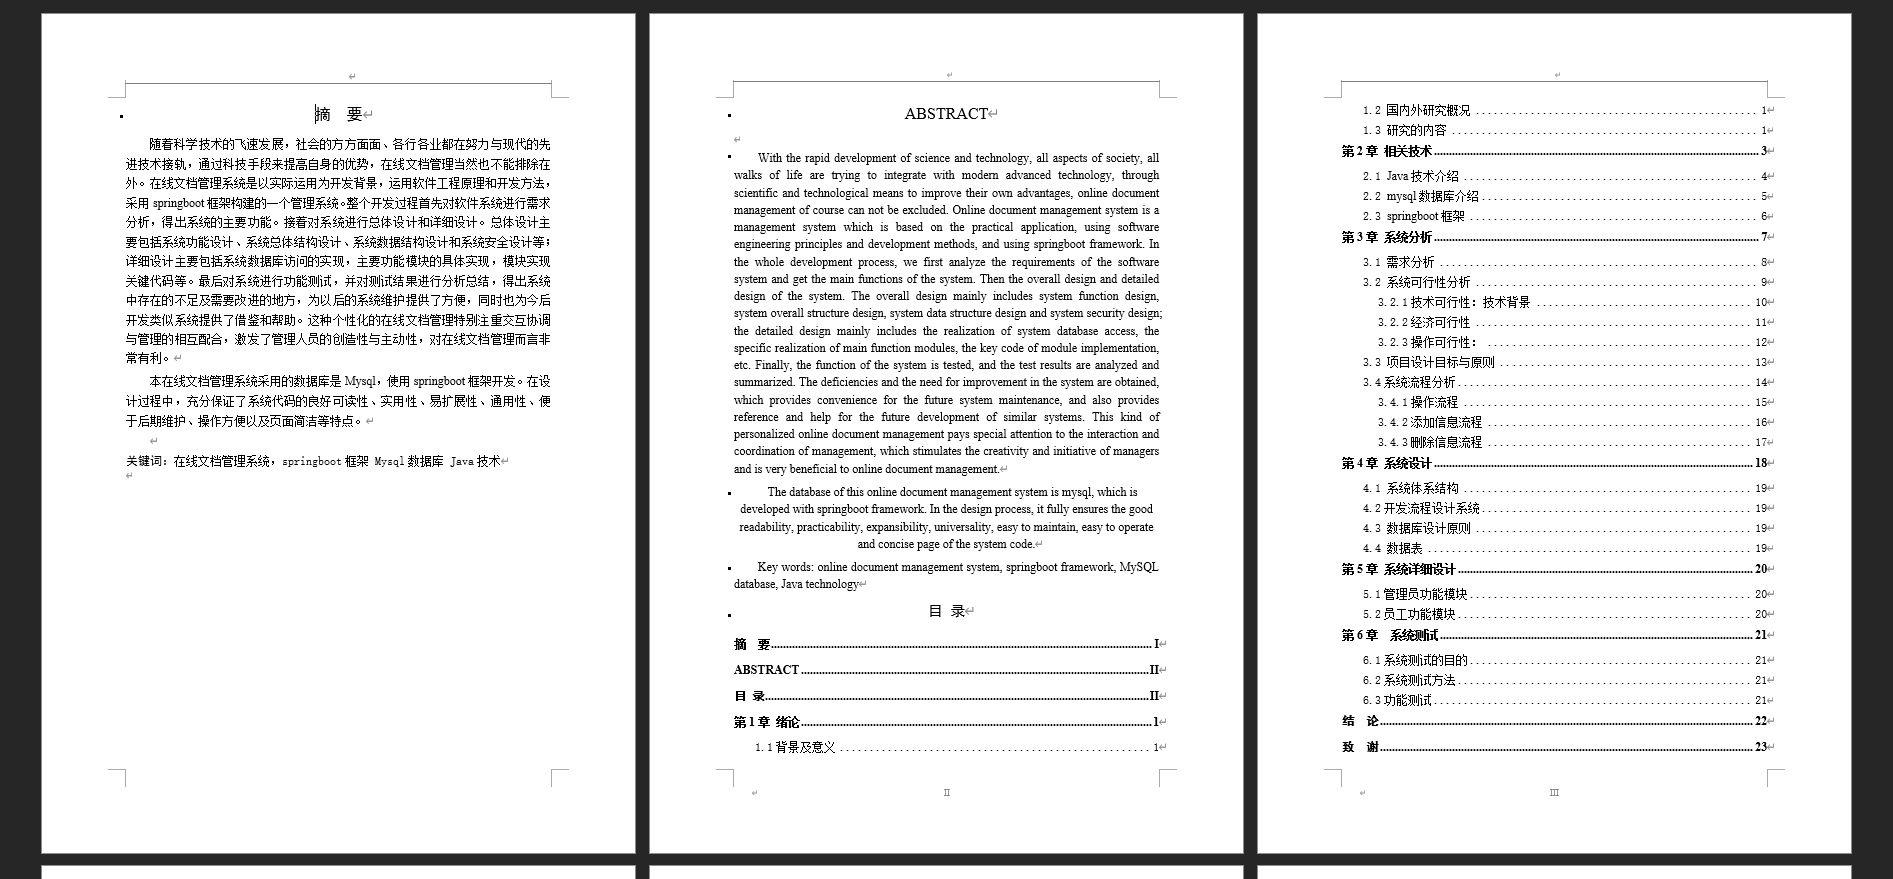 摘　要
随着科学技术的飞速发展，社会的方方面面、各行各业都在努力与现代的先
进技术接轨，通过科技手段来提高自身的优势，在线文档管理当然也不能排除在
外。在线文档管理系统是以实际运用为开发背景，运用软件工程原理和开发方法，
采用 springboot 框架构建的一个管理系统。整个开发过程首先对软件系统进行需求
分析，得出系统的主要功能。接着对系统进行总体设计和详细设计。总体设计主
要包括系统功能设计、系统总体结构设计、系统数据结构设计和系统安全设计等；
详细设计主要包括系统数据库访问的实现，主要功能模块的具体实现，模块实现
关键代码等。最后对系统进行功能测试，并对测试结果进行分析总结，得出系统
中存在的不足及需要改进的地方，为以后的系统维护提供了方便，同时也为今后
开发类似系统提供了借鉴和帮助。这种个性化的在线文档管理特别注重交互协调
与管理的相互配合，激发了管理人员的创造性与主动性，对在线文档管理而言非
常有利。
本在线文档管理系统采用的数据库是 Mysql，使用 springboot 框架开发。在设
计过程中，充分保证了系统代码的良好可读性、实用性、易扩展性、通用性、便
于后期维护、操作方便以及页面简洁等特点。
关键词：在线文档管理系统，springboot 框架 Mysql 数据库 Java 技术
ABSTRACT
With the rapid development of science and technology, all aspects of society, all
walks of life are trying to integrate with modern advanced technology, through
scientific and technological means to improve their own advantages, online document
management of course can not be excluded. Online document management system is a
management system which is based on the practical application, using software
engineering principles and development methods, and using springboot framework. In
the whole development process, we first analyze the requirements of the software
system and get the main functions of the system. Then the overall design and detailed
design of the system. The overall design mainly includes system function design,
system overall structure design, system data structure design and system security design;
the detailed design mainly includes the realization of system database access, the
specific realization of main function modules, the key code of module implementation,
etc. Finally, the function of the system is tested, and the test results are analyzed and
summarized. The deficiencies and the need for improvement in the system are obtained,
which provides convenience for the future system maintenance, and also provides
reference and help for the future development of similar systems. This kind of
personalized online document management pays special attention to the interaction and
coordination of management, which stimulates the creativity and initiative of managers
and is very beneficial to online document management.
The database of this online document management system is mysql, which is
developed with springboot framework. In the design process, it fully ensures the good
readability, practicability, expansibility, universality, easy to maintain, easy to operate
and concise page of the system code.
Key words: online document management system, springboot framework, MySQL
database, Java technology
目 录
摘　要 I
ABSTRACT II
目 录 II
第 1 章 绪论 1
1.1 背景及意义 1
II
1.2 国内外研究概况 1
1.3 研究的内容 1
第 2 章 相关技术 3
2.1 Java 技术介绍 4
2.2 mysql 数据库介绍 5
2.3 springboot 框架 6
第 3 章 系统分析 7
3.1 需求分析 8
3.2 系统可行性分析 9
3.2.1 技术可行性：技术背景 10
3.2.2 经济可行性 11
3.2.3 操作可行性： 12
3.3 项目设计目标与原则 13
3.4 系统流程分析 14
3.4.1 操作流程 15
3.4.2 添加信息流程 16
3.4.3 删除信息流程 17
第 4 章 系统设计 18
4.1 系统体系结构 19
4.2 开发流程设计系统 19
4.3 数据库设计原则 19
4.4 数据表 19
第 5 章 系统详细设计 20
5.1 管理员功能模块 20
5.2 员工功能模块 20
第 6 章 系统测试 21
6.1 系统测试的目的 21
6.2 系统测试方法 21
6.3 功能测试 21
结　论 22
致　谢 23
III